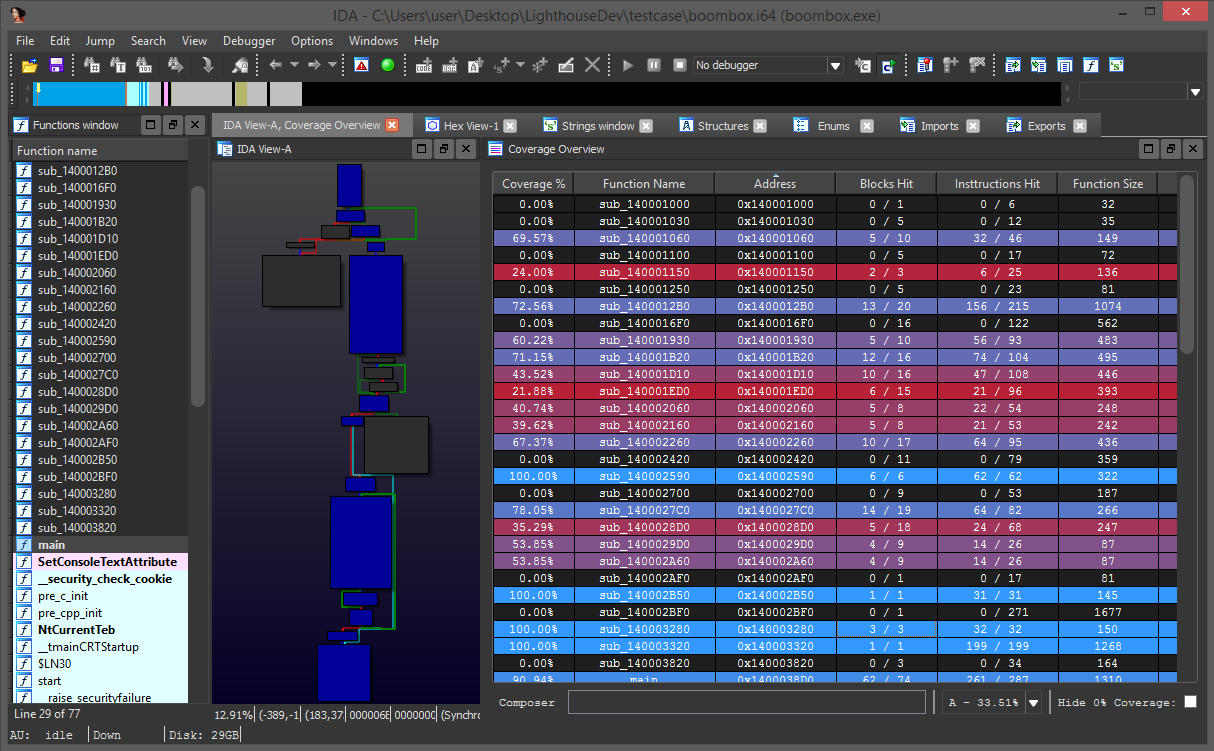 IDA - C:\Users\user\Desktop\LighthouseDev\testcase\boombox.i64 (boombox.exe)
File Edit Jump Search View Debugger Options Windows Help
No debugger
Functions window
IDA View-A, Coverage Overview
Hex View-1
Strings window
Structures
Enums
Imports
Exports
Function name
sub_1400012B0
sub_1400016F0
sub_140001930
sub_140001B20
sub_140001D10
sub_140001ED0
sub_140002060
sub_140002160
sub_140002260
sub_140002420
sub_140002590
sub_140002700
sub_1400027C0
sub_1400028D0
sub_1400029D0
sub_140002A60
sub_140002AF0
sub_140002B50
sub_140002BF0
sub_140003280
sub_140003320
sub_140003820
main
SetConsoleTextAttribute
__security_check_cookie
pre_c_init
pre_cpp_init
NtCurrentTeb
__tmainCRTStartup
$LN30
start
__raise_securityfailure
Line 29 of 77
IDA View-A
12.91% (-389,-1 (183,37 000006E 0000000 (Synchro
Coverage Overview
Coverage % Function Name Address Blocks Hit Insttructions Hit Function Size
0.00% sub_140001000 0x140001000 0 / 1 0 / 6 32
0.00% sub_140001030 0x140001030 0 / 5 0 / 12 35
69.57% sub_140001060 0x140001060 5 / 10 32 / 46 149
0.00% sub_140001100 0x140001100 0 / 5 0 / 17 72
24.00% sub_140001150 0x140001150 2 / 3 6 / 25 136
0.00% sub_140001250 0x140001250 0 / 5 0 / 23 81
72.56% sub_1400012B0 0x1400012B0 13 / 20 156 / 215 1074
0.00% sub_1400016F0 0x1400016F0 0 / 16 0 / 122 562
60.22% sub_140001930 0x140001930 5 / 10 56 / 93 483
71.15% sub_140001B20 0x140001B20 12 / 16 74 / 104 495
43.52% sub_140001D10 0x140001D10 10 / 16 47 / 108 446
21.88% sub_140001ED0 0x140001ED0 6 / 15 21 / 96 393
40.74% sub_140002060 0x140002060 5 / 8 22 / 54 248
39.62% sub_140002160 0x140002160 5 / 8 21 / 53 242
67.37% sub_140002260 0x140002260 10 / 17 64 / 95 436
0.00% sub_140002420 0x140002420 0 / 11 0 / 79 359
100.00% sub_140002590 0x140002590 6 / 6 62 / 62 322
0.00% sub_140002700 0x140002700 0 / 9 0 / 53 187
78.05% sub_1400027C0 0x1400027C0 14 / 19 64 / 82 266
35.29% sub_1400028D0 0x1400028D0 5 / 18 24 / 68 247
53.85% sub_1400029D0 0x1400029D0 4 / 9 14 / 26 87
53.85% sub_140002A60 0x140002A60 4 / 9 14 / 26 87
0.00% sub_140002AF0 0x140002AF0 0 / 1 0 / 17 81
100.00% sub_140002B50 0x140002B50 1 / 1 31 / 31 145
0.00% sub_140002BF0 0x140002BF0 0 / 1 0 / 271 1677
100.00% sub_140003280 0x140003280 3 / 3 32 / 32 150
100.00% sub_140003320 0x140003320 1 / 1 199 / 199 1268
0.00% sub_140003820 0x140003820 0 / 3 0 / 34 164
90.94% main 0x1400038D0 62 / 74 261 / 287 1310
Composer
A - 33.51%
Hide 0% Coverage:
AU: idle Down Disk: 29GB